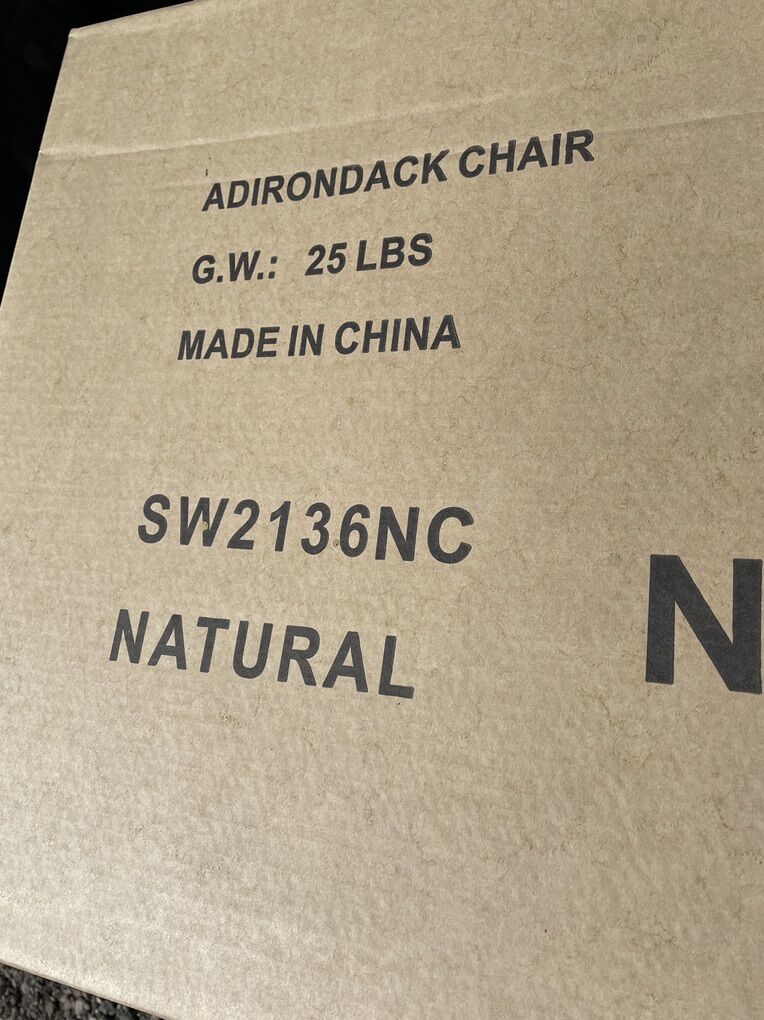 ADIRONDACK CHAIR
G.W.: 25 LBS
MADE IN CHINA
SW2136NC
NATURAL
N